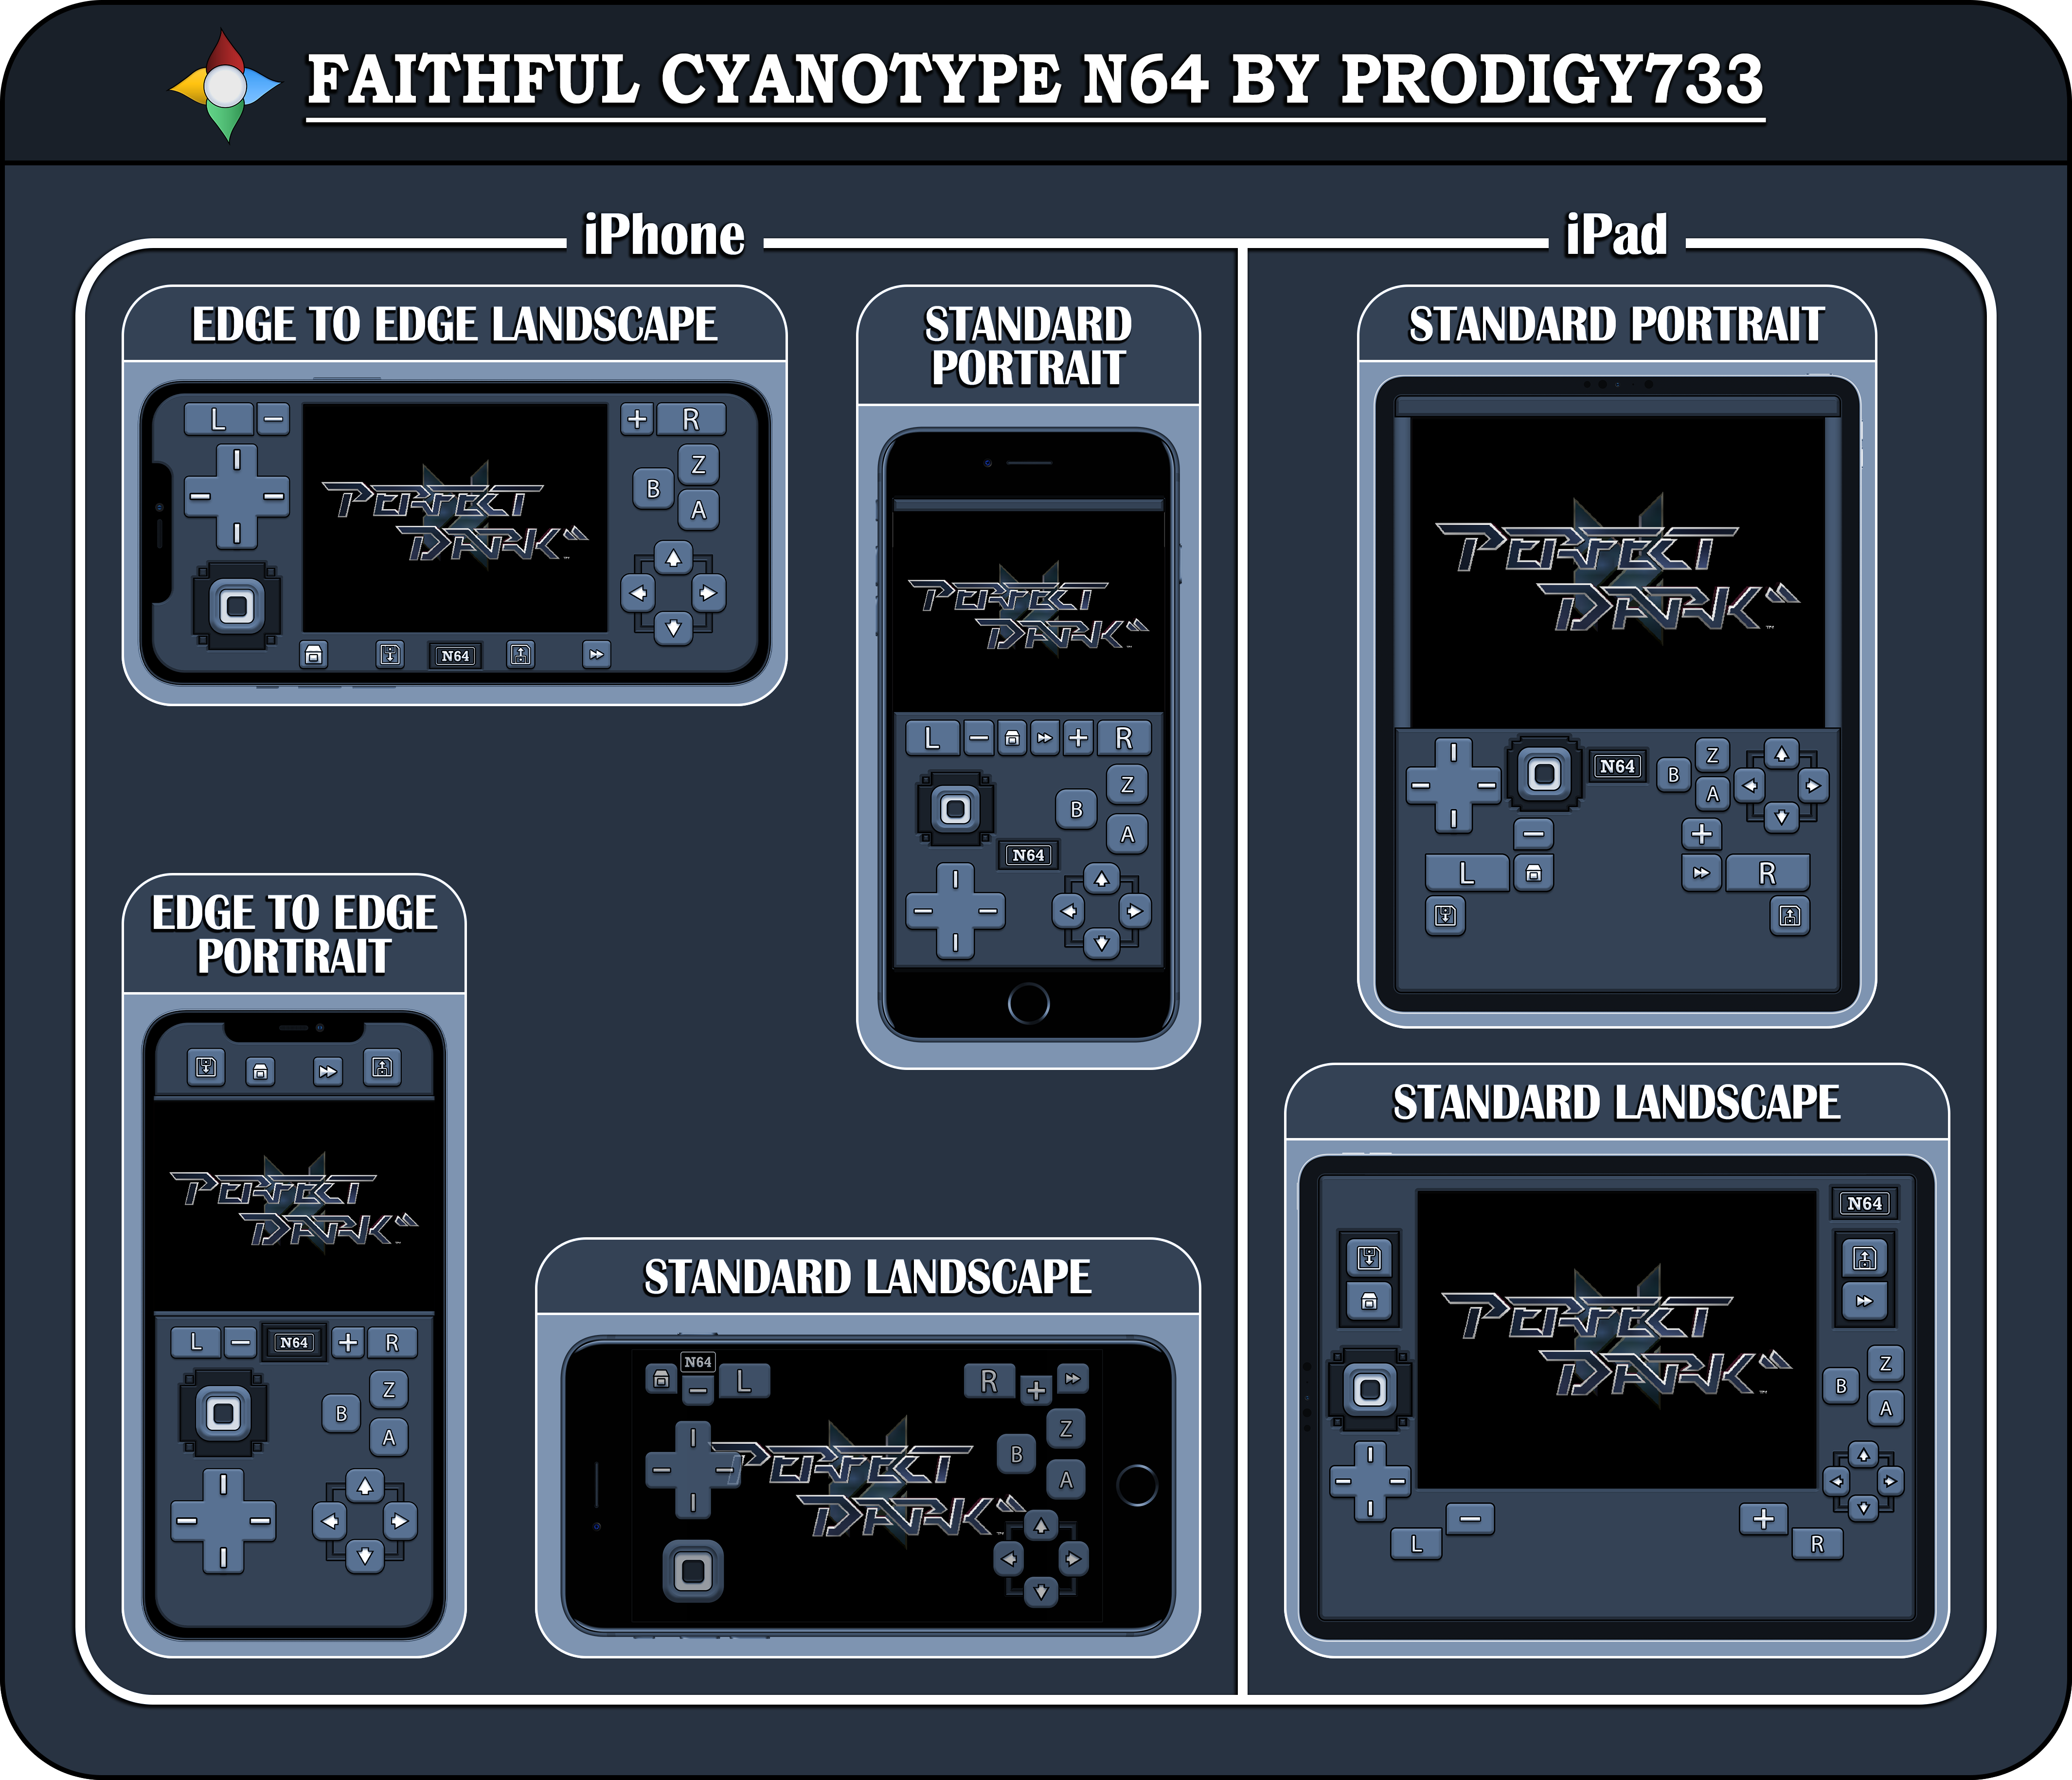 FAITHFUL CYANOTYPE N64 BY PRODIGY733
iPhone
EDGE TO EDGE LANDSCAPE
L
R
Z
B
A
PERFECT
DARK
N64
STANDARD
PORTRAIT
PERFECT
DARK
L
R
Z
B
A
N64
EDGE TO EDGE
PORTRAIT
PERFECT
DARK
L
N64
R
Z
B
A
STANDARD LANDSCAPE
N64
L
R
Z
B
A
PERFECT
DARK
iPad
STANDARD PORTRAIT
PERFECT
DARK
N64
Z
B
A
L
R
STANDARD LANDSCAPE
N64
PERFECT
DARK
Z
B
A
L
R